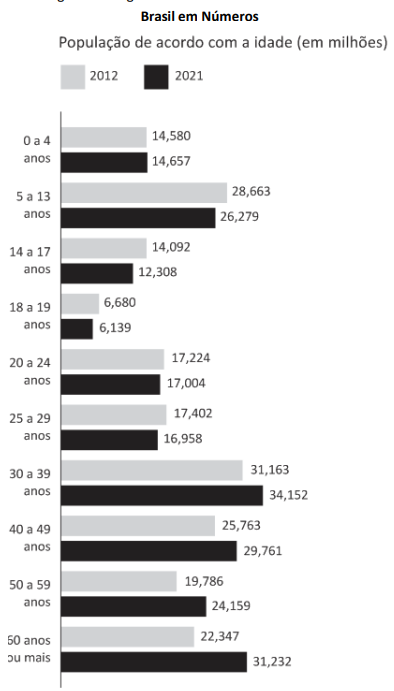 Brasil em Números
População de acordo com a idade (em milhões)
2012 2021
0 a 4
anos
14,580
14,657
5 a 13
anos
28,663
26,279
14 a 17
anos
14,092
12,308
18 a 19
anos
6,680
6,139
20 a 24
anos
17,224
17,004
25 a 29
anos
17,402
16,958
30 a 39
anos
31,163
34,152
40 a 49
anos
25,763
29,761
50 a 59
anos
19,786
24,159
60 anos
ou mais
22,347
31,232